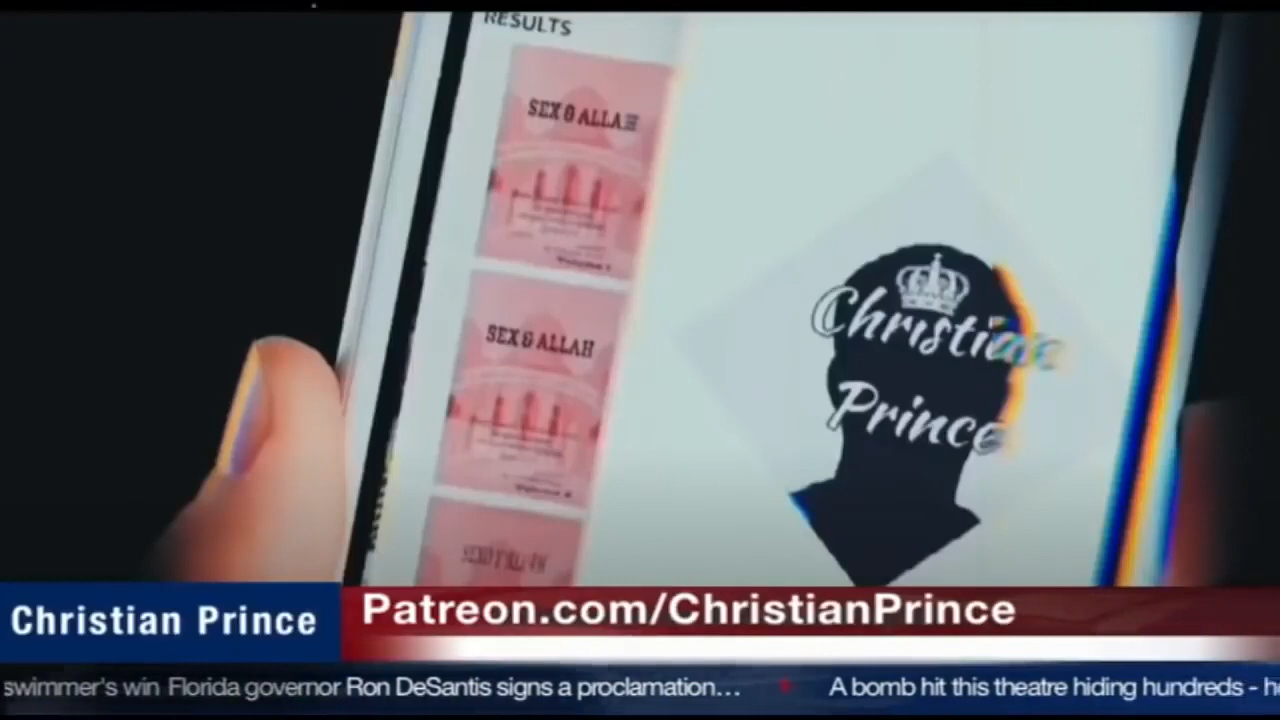 RESULTS
SEX & ALLAH
SEX & ALLAH
Christian
Prince
Christian Prince
Patreon.com/ChristianPrince
swimmer's win Florida governor Ron DeSantis signs a proclamation...
A bomb hit this theatre hiding hundreds - ha